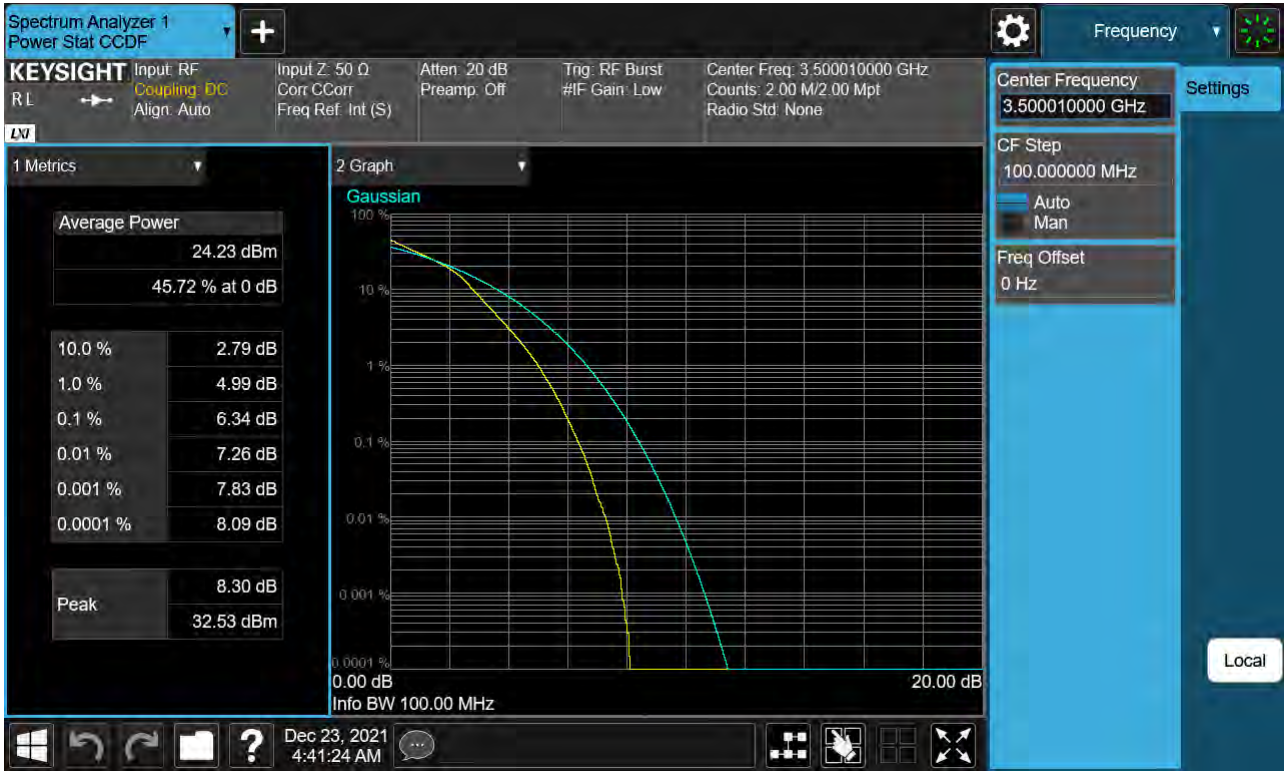 Spectrum Analyzer 1
Power Stat CCDF
+
Frequency
KEYSIGHT
Input: RF
Input Z: 50 Ω
Atten: 20 dB
Trig: RF Burst
Center Freq: 3.500010000 GHz
R L
Coupling: DC
Corr CCorr
Preamp: Off
#IF Gain: Low
Counts: 2.00 M/2.00 Mpt
Align: Auto
Freq Ref: Int (S)
Radio Std: None
LXI
Center Frequency
3.500010000 GHz
Settings
CF Step
100.000000 MHz
Auto
Man
Freq Offset
0 Hz
1 Metrics
Average Power
24.23 dBm
45.72 % at 0 dB
10.0 % 2.79 dB
1.0 % 4.99 dB
0.1 % 6.34 dB
0.01 % 7.26 dB
0.001 % 7.83 dB
0.0001 % 8.09 dB
Peak
8.30 dB
32.53 dBm
2 Graph
Gaussian
100 %
10 %
1 %
0.1 %
0.01 %
0.001 %
0.0001 %
0.00 dB 20.00 dB
Info BW 100.00 MHz
Local
?
Dec 23, 2021
4:41:24 AM